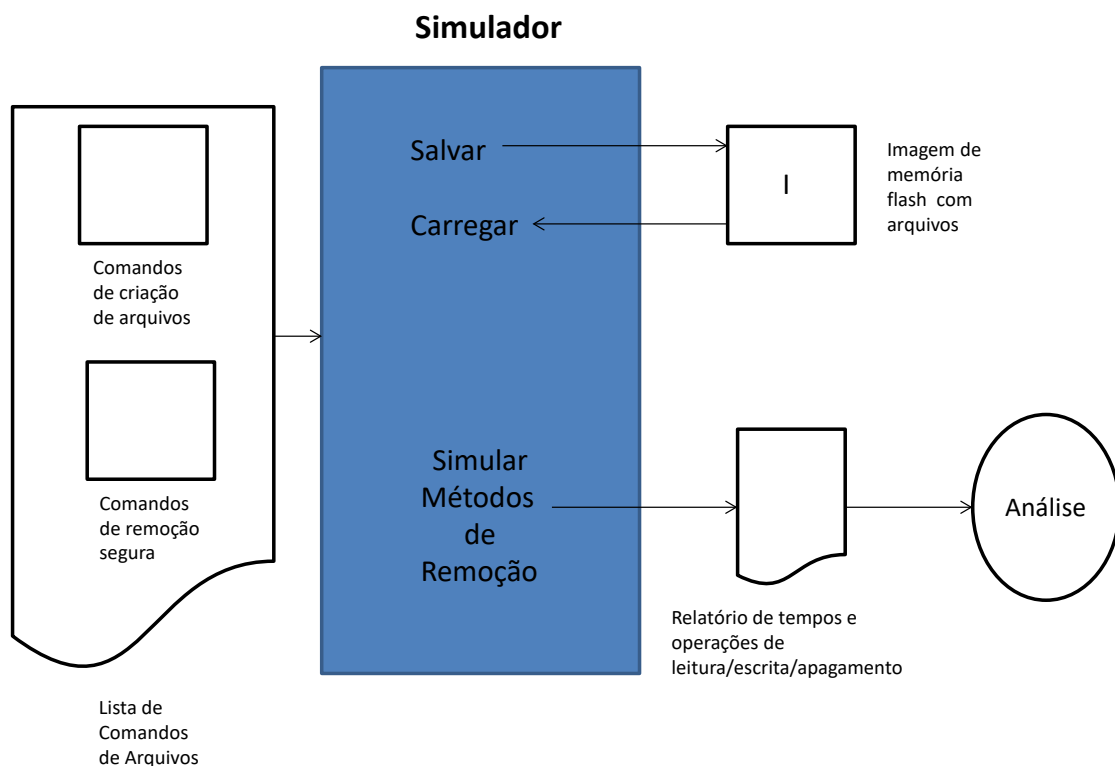 Simulador
Comandos
de criação
de arquivos
Comandos
de remoção
segura
Lista de
Comandos
de Arquivos
Salvar
Carregar
Simular
Métodos
de
Remoção
I
Imagem de
memória
flash com
arquivos
Relatório de tempos e
operações de
leitura/escrita/apagamento
Análise